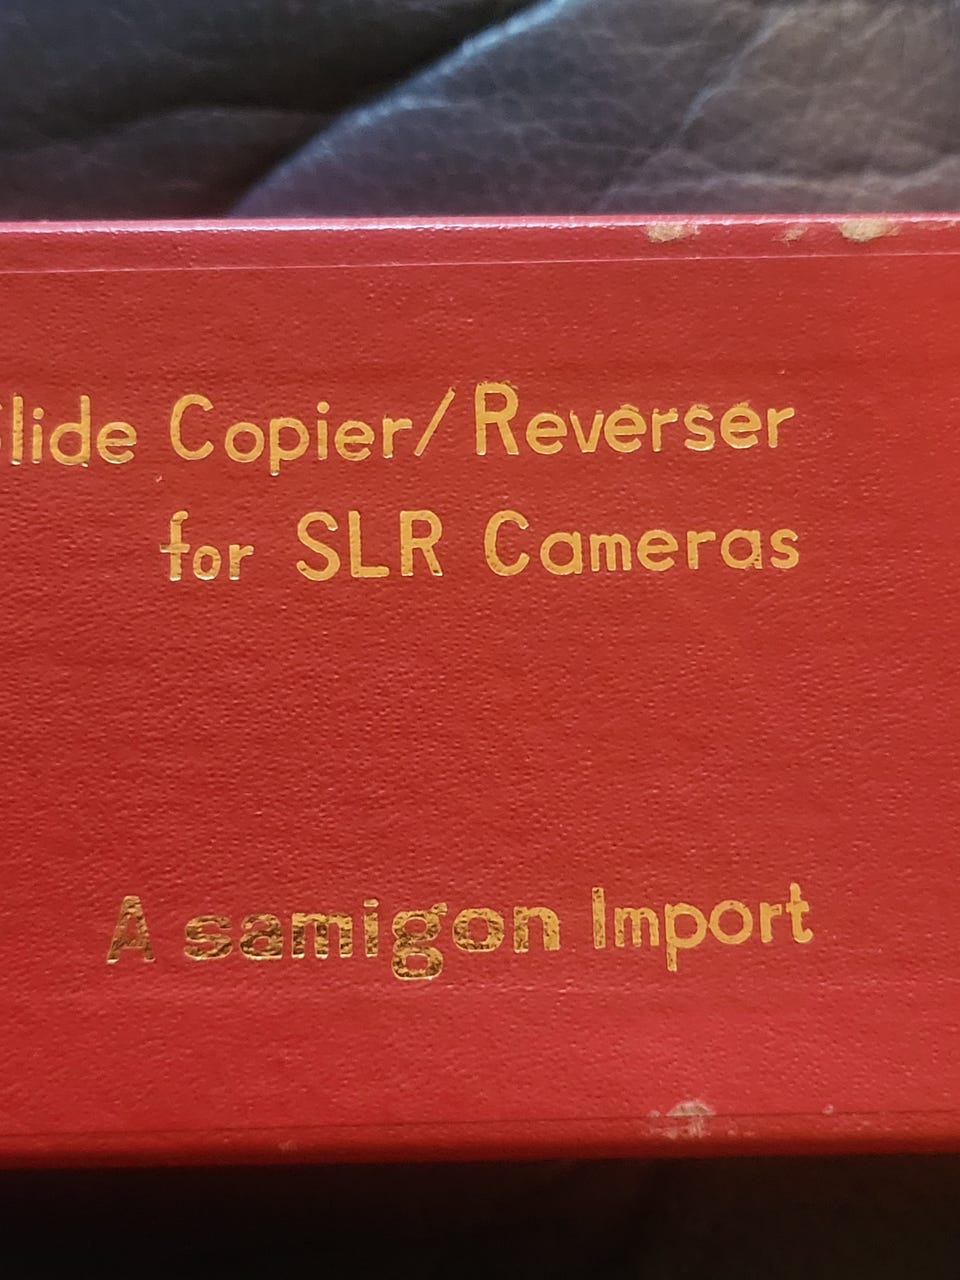 Slide Copier/Reverser
for SLR Cameras
A samigon Import